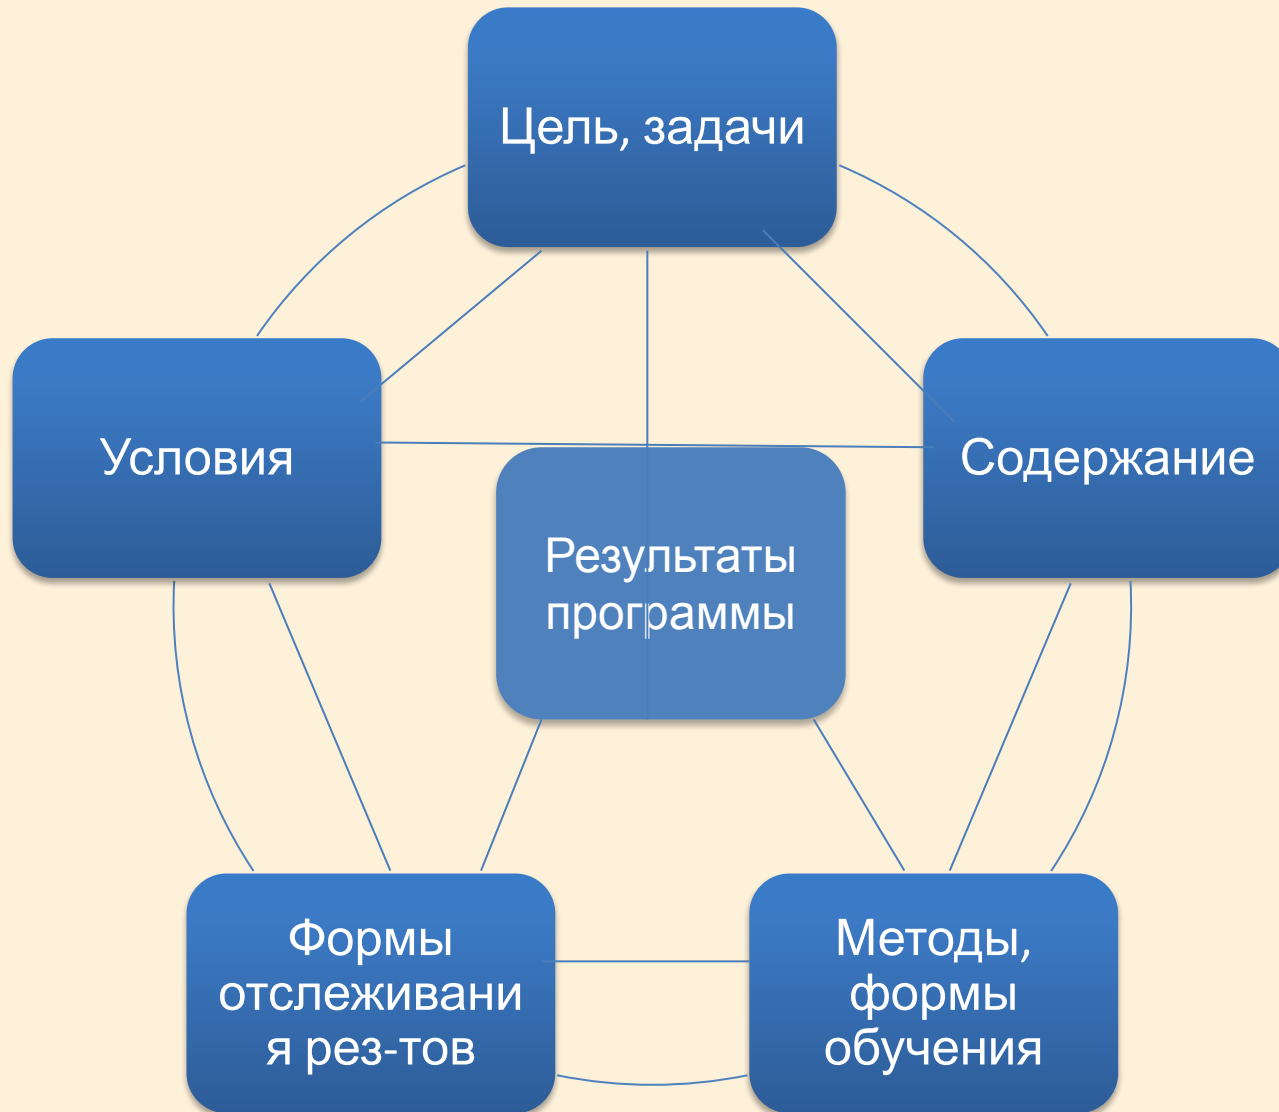 Цель, задачи
Условия
Содержание
Результаты
программы
Формы
отслеживани
я рез-тов
Методы,
формы
обучения